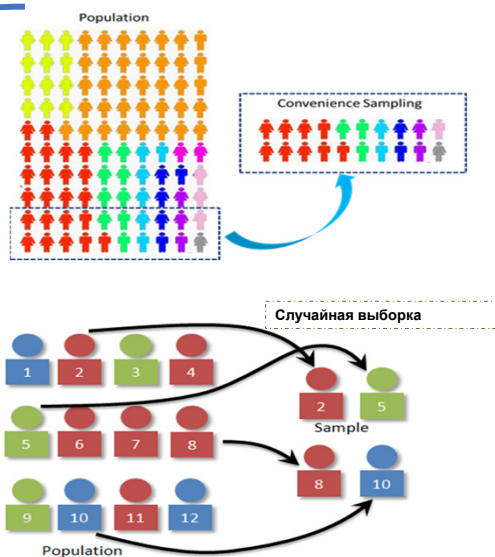 Population
Convenience Sampling
Случайная выборка
1 2 3 4
2 5
Sample
5 6 7 8
8 10
9 10 11 12
Population